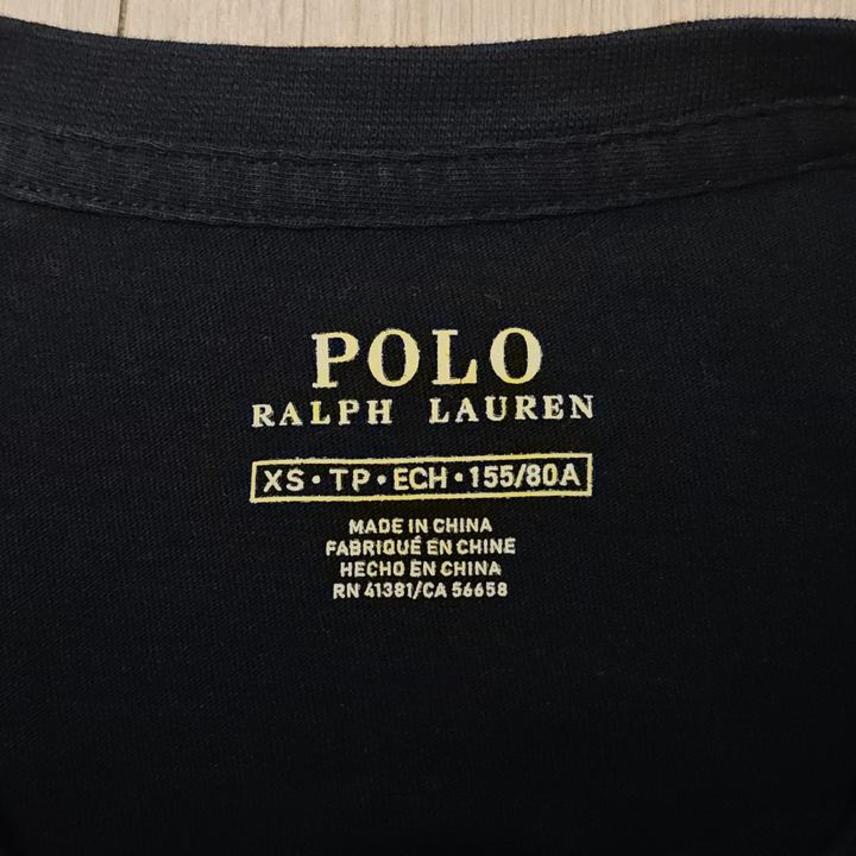 POLO
RALPH LAUREN
XS • TP • ECH • 155/80A
MADE IN CHINA
FABRIQUÉ EN CHINE
HECHO EN CHINA
RN 41381/CA 56658